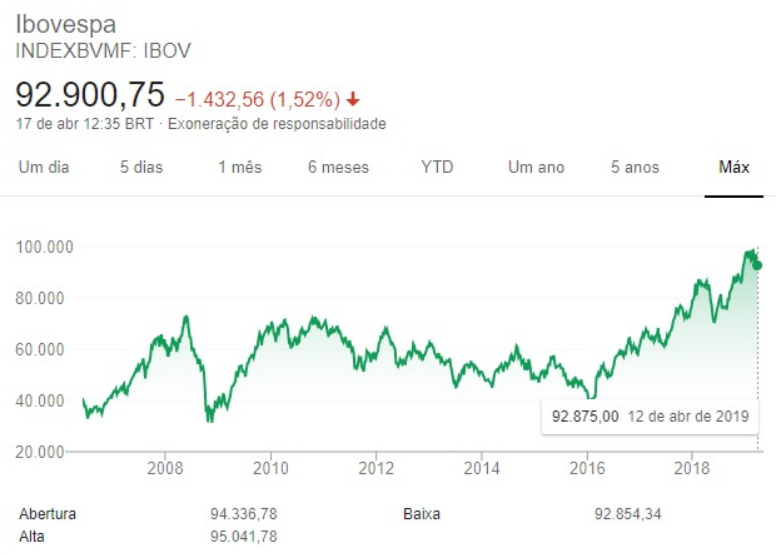 Ibovespa
INDEXBVMF: IBOV
92.900,75 −1.432,56 (1,52%) ↓
17 de abr 12:35 BRT · Exoneração de responsabilidade
Um dia 5 dias 1 mês 6 meses YTD Um ano 5 anos Máx
100.000
80.000
60.000
40.000
92.875,00 12 de abr de 2019
20.000
2008 2010 2012 2014 2016 2018
Abertura 94.336,78 Baixa 92.854,34
Alta 95.041,78